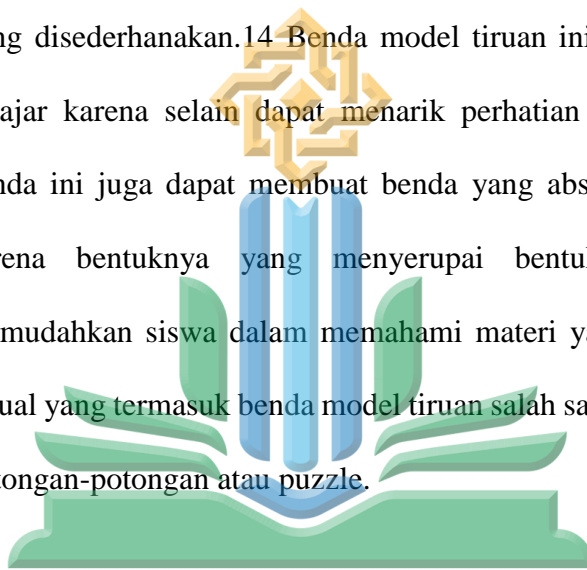 ng disederhanakan.14 Benda model tiruan ini
ajar karena selain dapat menarik perhatian
nda ini juga dapat membuat benda yang abs
rena bentuknya yang menyerupai bentu
mudahkan siswa dalam memahami materi ya
ual yang termasuk benda model tiruan salah sa
tongan-potongan atau puzzle.